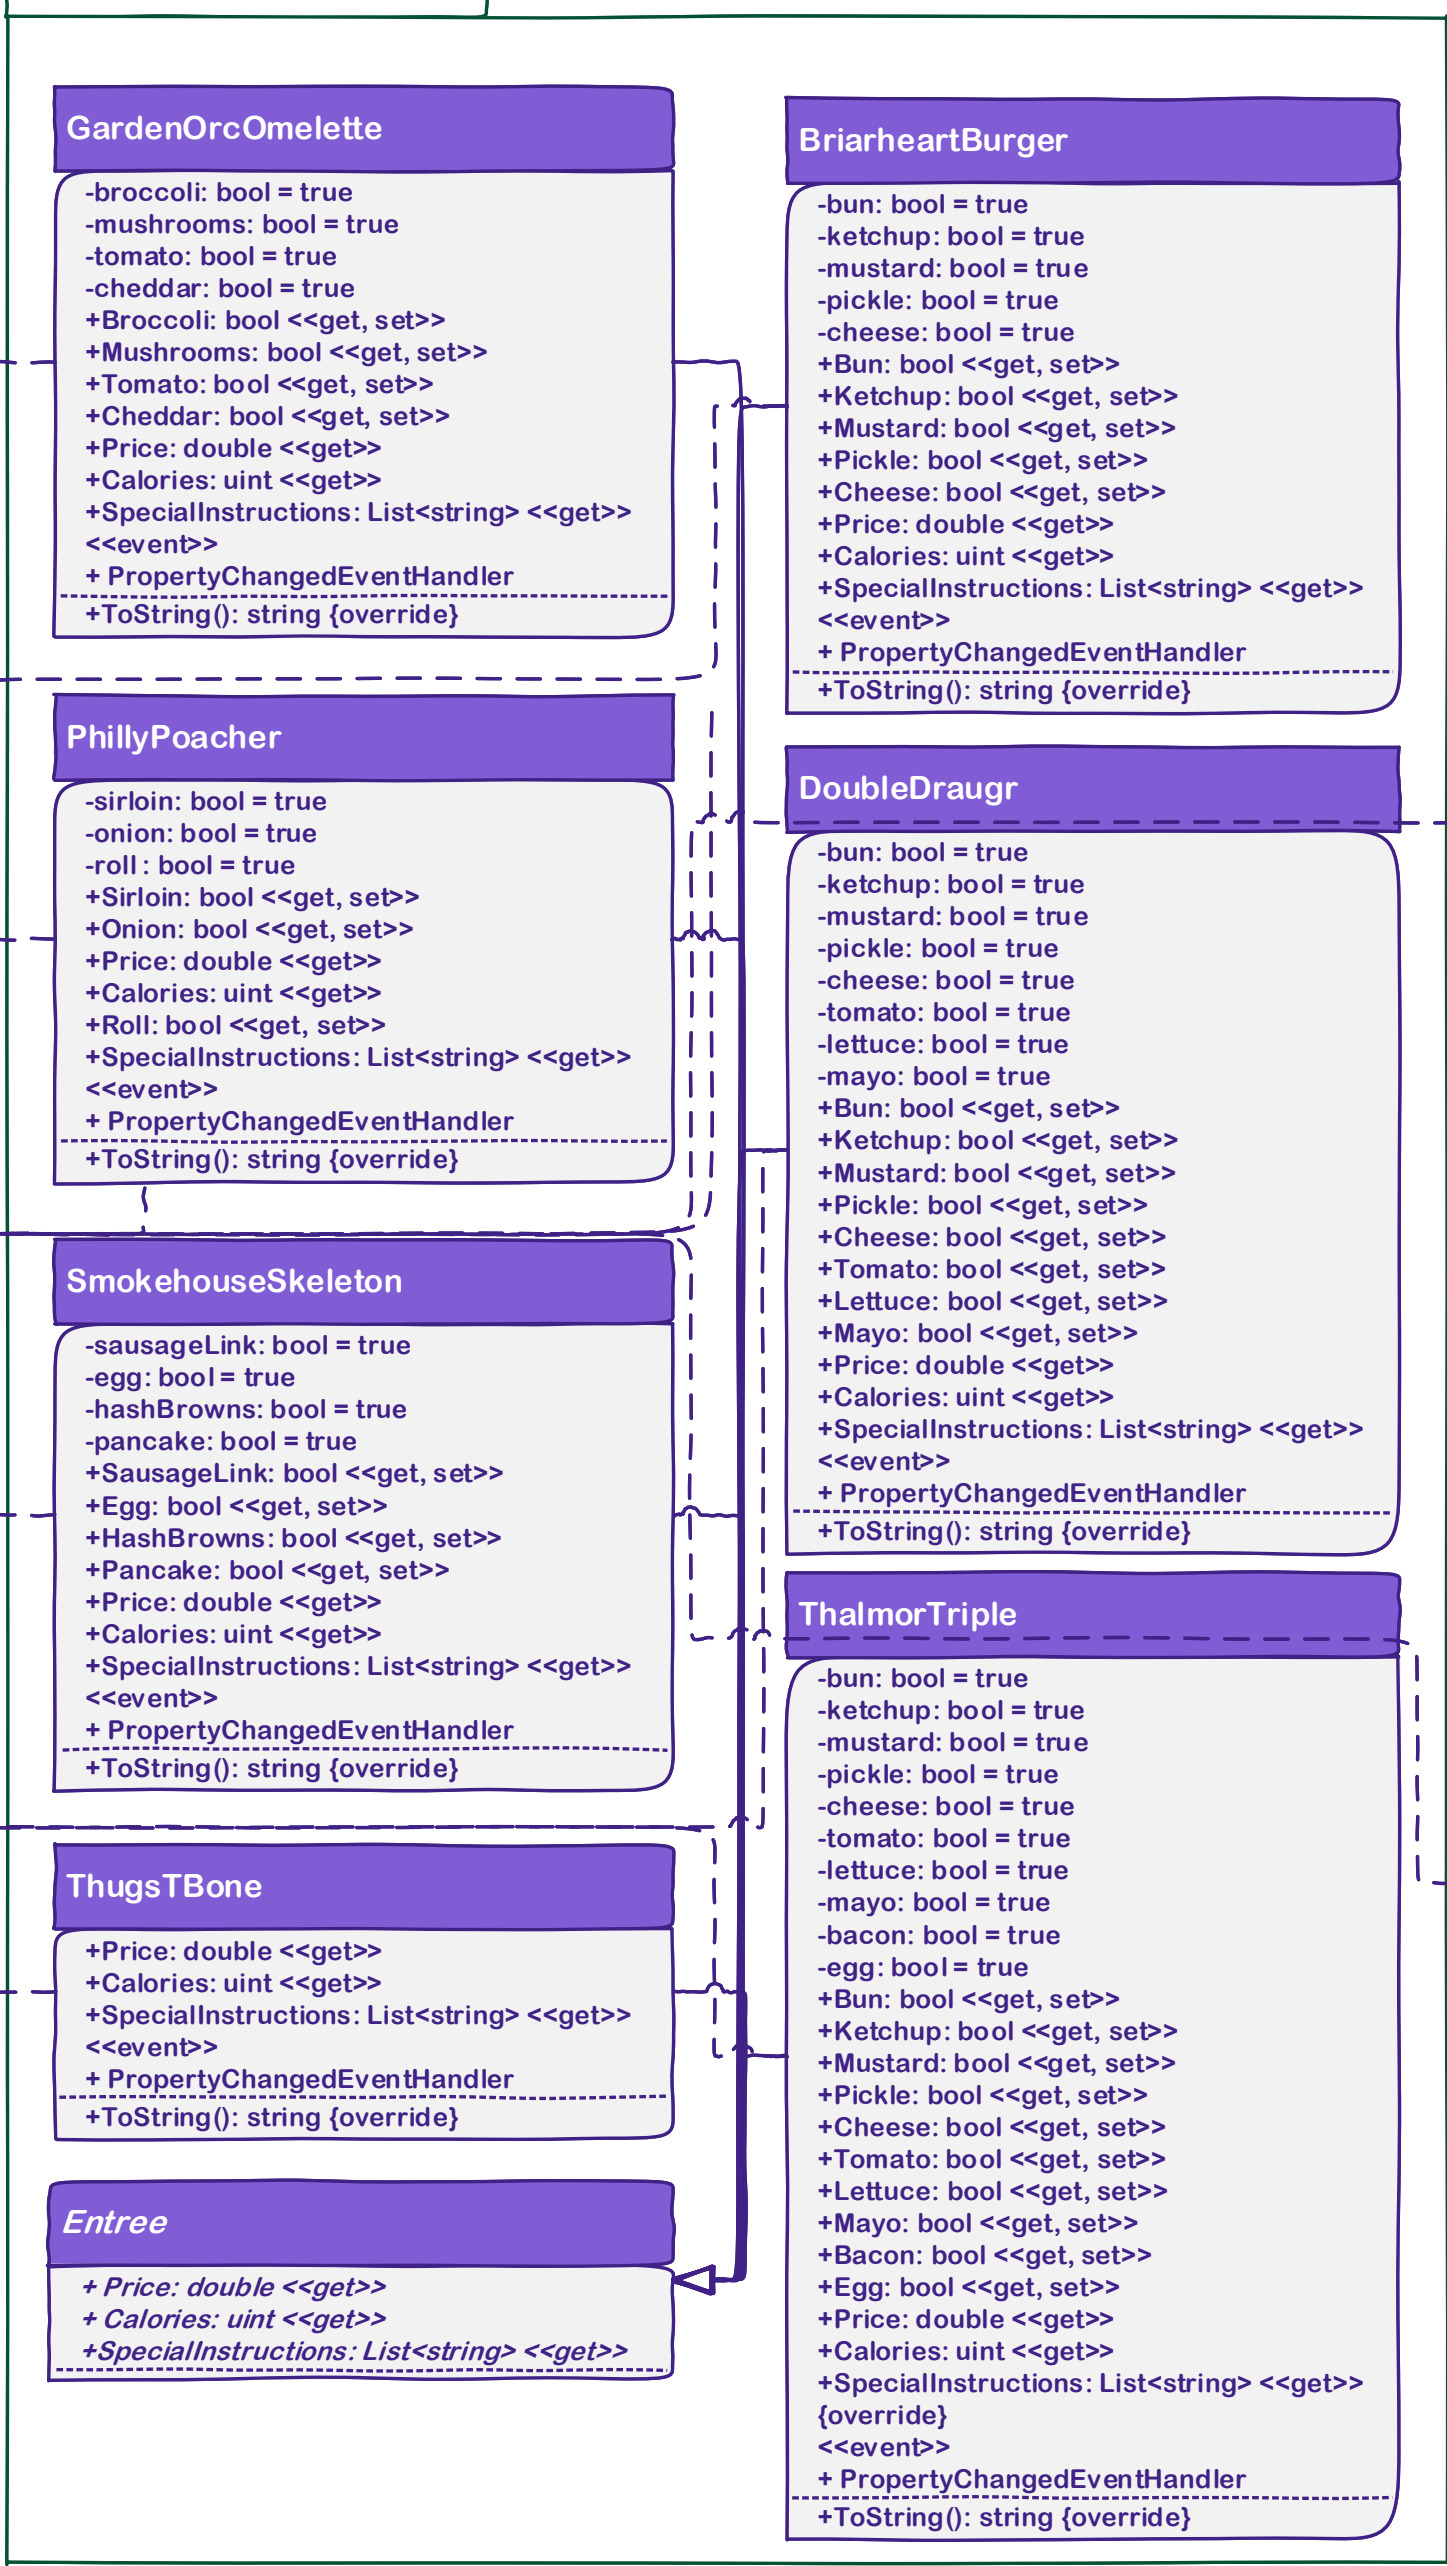 GardenOrcOmelette
-broccoli: bool = true
-mushrooms: bool = true
-tomato: bool = true
-cheddar: bool = true
+Broccoli: bool <<get, set>>
+Mushrooms: bool <<get, set>>
+Tomato: bool <<get, set>>
+Cheddar: bool <<get, set>>
+Price: double <<get>>
+Calories: uint <<get>>
+SpecialInstructions: List<string> <<get>>
<<event>>
+ PropertyChangedEventHandler
+ToString(): string {override}
PhillyPoacher
-sirloin: bool = true
-onion: bool = true
-roll : bool = true
+Sirloin: bool <<get, set>>
+Onion: bool <<get, set>>
+Price: double <<get>>
+Calories: uint <<get>>
+Roll: bool <<get, set>>
+SpecialInstructions: List<string> <<get>>
<<event>>
+ PropertyChangedEventHandler
+ToString(): string {override}
SmokehouseSkeleton
-sausageLink: bool = true
-egg: bool = true
-hashBrowns: bool = true
-pancake: bool = true
+SausageLink: bool <<get, set>>
+Egg: bool <<get, set>>
+HashBrowns: bool <<get, set>>
+Pancake: bool <<get, set>>
+Price: double <<get>>
+Calories: uint <<get>>
+SpecialInstructions: List<string> <<get>>
<<event>>
+ PropertyChangedEventHandler
+ToString(): string {override}
ThugsTBone
+Price: double <<get>>
+Calories: uint <<get>>
+SpecialInstructions: List<string> <<get>>
<<event>>
+ PropertyChangedEventHandler
+ToString(): string {override}
Entree
+ Price: double <<get>>
+ Calories: uint <<get>>
+SpecialInstructions: List<string> <<get>>
BriarheartBurger
-bun: bool = true
-ketchup: bool = true
-mustard: bool = true
-pickle: bool = true
-cheese: bool = true
+Bun: bool <<get, set>>
+Ketchup: bool <<get, set>>
+Mustard: bool <<get, set>>
+Pickle: bool <<get, set>>
+Cheese: bool <<get, set>>
+Price: double <<get>>
+Calories: uint <<get>>
+SpecialInstructions: List<string> <<get>>
<<event>>
+ PropertyChangedEventHandler
+ToString(): string {override}
DoubleDraugr
-bun: bool = true
-ketchup: bool = true
-mustard: bool = true
-pickle: bool = true
-cheese: bool = true
-tomato: bool = true
-lettuce: bool = true
-mayo: bool = true
+Bun: bool <<get, set>>
+Ketchup: bool <<get, set>>
+Mustard: bool <<get, set>>
+Pickle: bool <<get, set>>
+Cheese: bool <<get, set>>
+Tomato: bool <<get, set>>
+Lettuce: bool <<get, set>>
+Mayo: bool <<get, set>>
+Price: double <<get>>
+Calories: uint <<get>>
+SpecialInstructions: List<string> <<get>>
<<event>>
+ PropertyChangedEventHandler
+ToString(): string {override}
ThalmorTriple
-bun: bool = true
-ketchup: bool = true
-mustard: bool = true
-pickle: bool = true
-cheese: bool = true
-tomato: bool = true
-lettuce: bool = true
-mayo: bool = true
-bacon: bool = true
-egg: bool = true
+Bun: bool <<get, set>>
+Ketchup: bool <<get, set>>
+Mustard: bool <<get, set>>
+Pickle: bool <<get, set>>
+Cheese: bool <<get, set>>
+Tomato: bool <<get, set>>
+Lettuce: bool <<get, set>>
+Mayo: bool <<get, set>>
+Bacon: bool <<get, set>>
+Egg: bool <<get, set>>
+Price: double <<get>>
+Calories: uint <<get>>
+SpecialInstructions: List<string> <<get>>
{override}
<<event>>
+ PropertyChangedEventHandler
+ToString(): string {override}